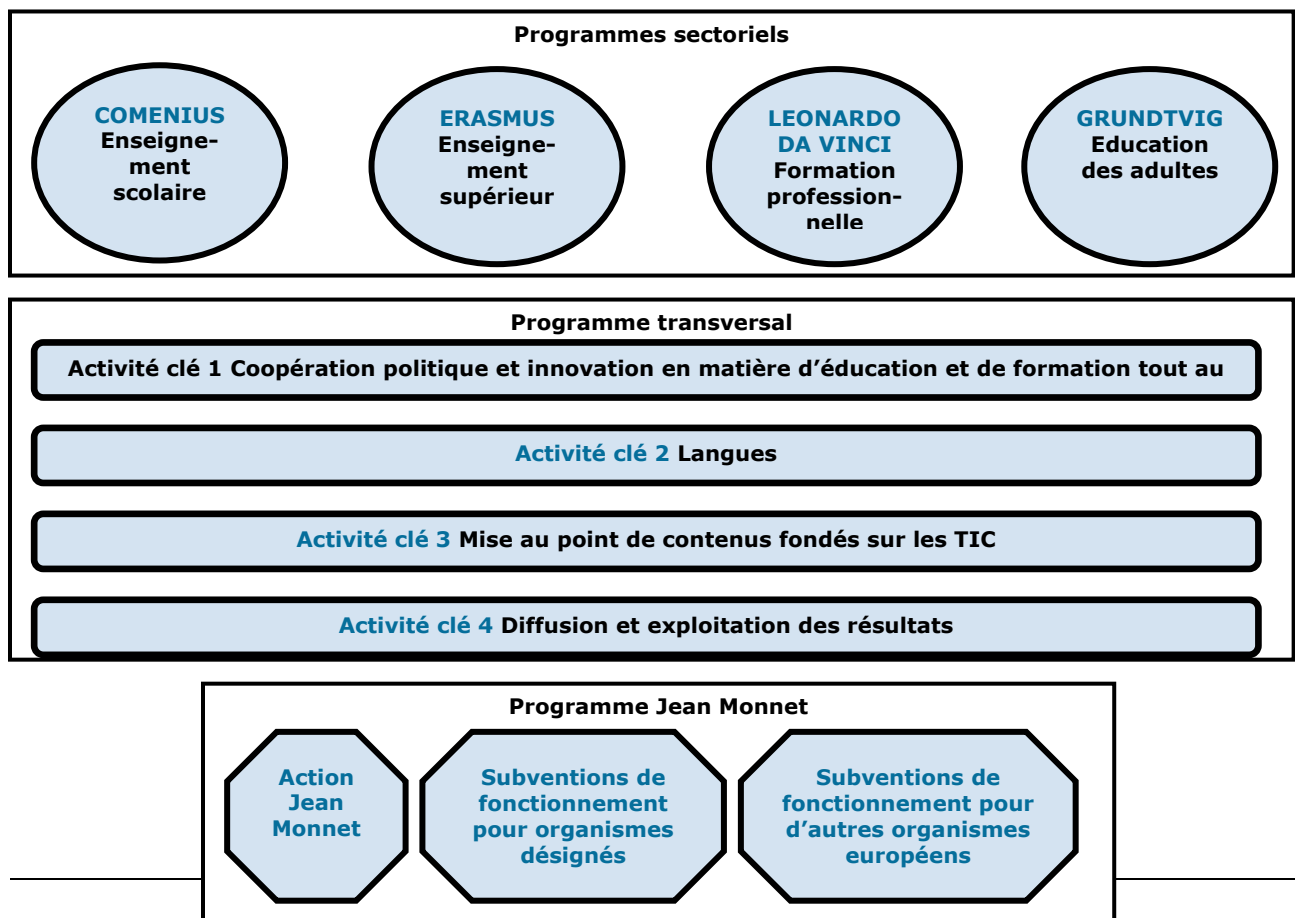 Programmes sectoriels
COMENIUS
Enseigne-
ment
scolaire
ERASMUS
Enseigne-
ment
supérieur
LEONARDO
DA VINCI
Formation
profession-
nelle
GRUNDTVIG
Education
des adultes
Programme transversal
Activité clé 1 Coopération politique et innovation en matière d’éducation et de formation tout au
Activité clé 2 Langues
Activité clé 3 Mise au point de contenus fondés sur les TIC
Activité clé 4 Diffusion et exploitation des résultats
Programme Jean Monnet
Action
Jean
Monnet
Subventions de
fonctionnement
pour organismes
désignés
Subventions de
fonctionnement pour
d’autres organismes
européens